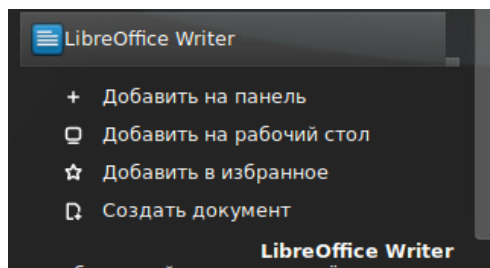 LibreOffice Writer
Добавить на панель
Добавить на рабочий стол
Добавить в избранное
Создать документ
LibreOffice Writer